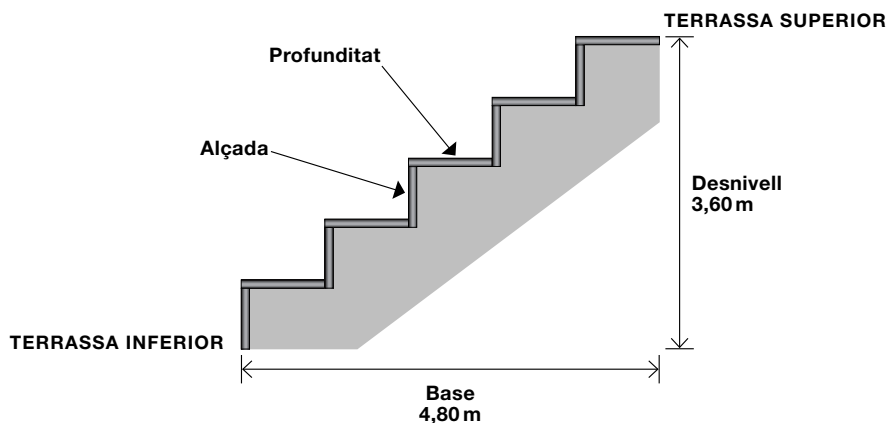 TERRASSA SUPERIOR
Profunditat
Alçada
Desnivell
3,60 m
TERRASSA INFERIOR
Base
4,80 m